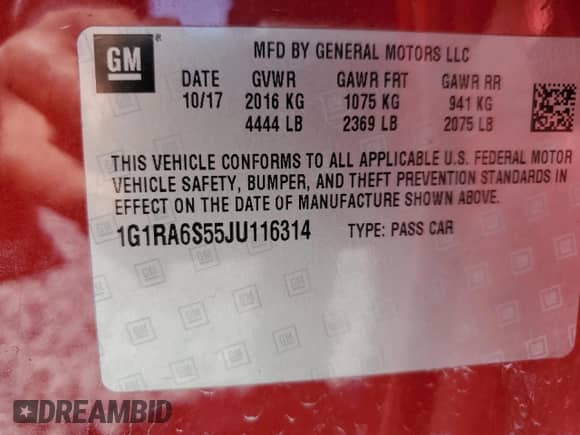 GM ®
MFD BY GENERAL MOTORS LLC
DATE GVWR GAWR FRT GAWR RR
10/17 2016 KG 1075 KG 941 KG
4444 LB 2369 LB 2075 LB
THIS VEHICLE CONFORMS TO ALL APPLICABLE U.S. FEDERAL MOTOR
VEHICLE SAFETY, BUMPER, AND THEFT PREVENTION STANDARDS IN
EFFECT ON THE DATE OF MANUFACTURE SHOWN ABOVE.
1G1RA6S55JU116314 TYPE: PASS CAR
DREAMBID